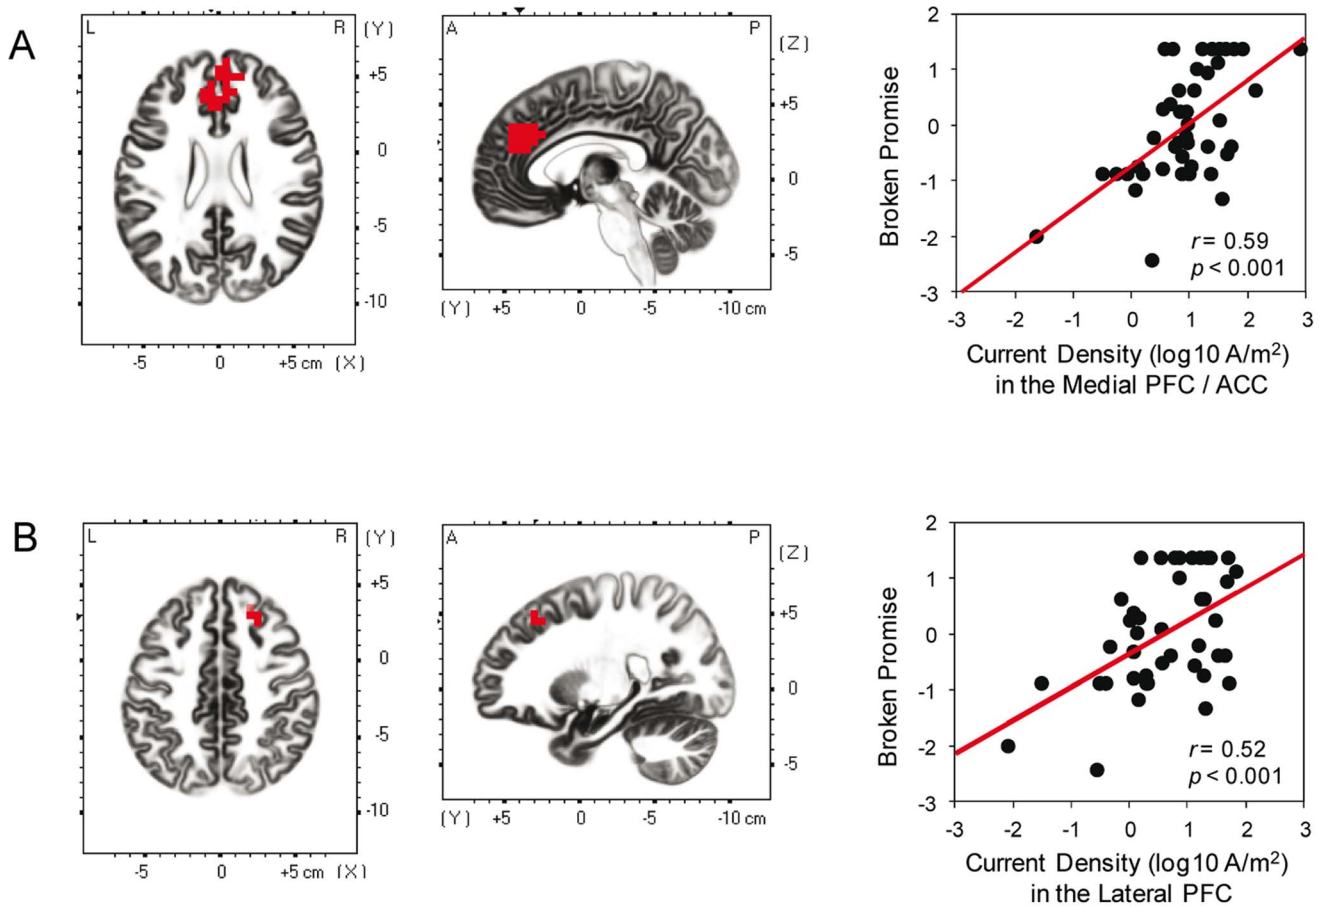 A
L R (Y)
+5
0
-5
-10
-5 0 +5 cm (X)
A P (Z)
+5
0
-5
(Y) +5 0 -5 -10 cm
2
1
0
-1
-2
-3
Broken Promise
r = 0.59
p < 0.001
-3 -2 -1 0 1 2 3
Current Density (log10 A/m²)
in the Medial PFC / ACC
B
L R (Y)
+5
0
-5
-10
-5 0 +5 cm (X)
A P (Z)
+5
0
-5
(Y) +5 0 -5 -10 cm
2
1
0
-1
-2
-3
Broken Promise
r = 0.52
p < 0.001
-3 -2 -1 0 1 2 3
Current Density (log10 A/m²)
in the Lateral PFC